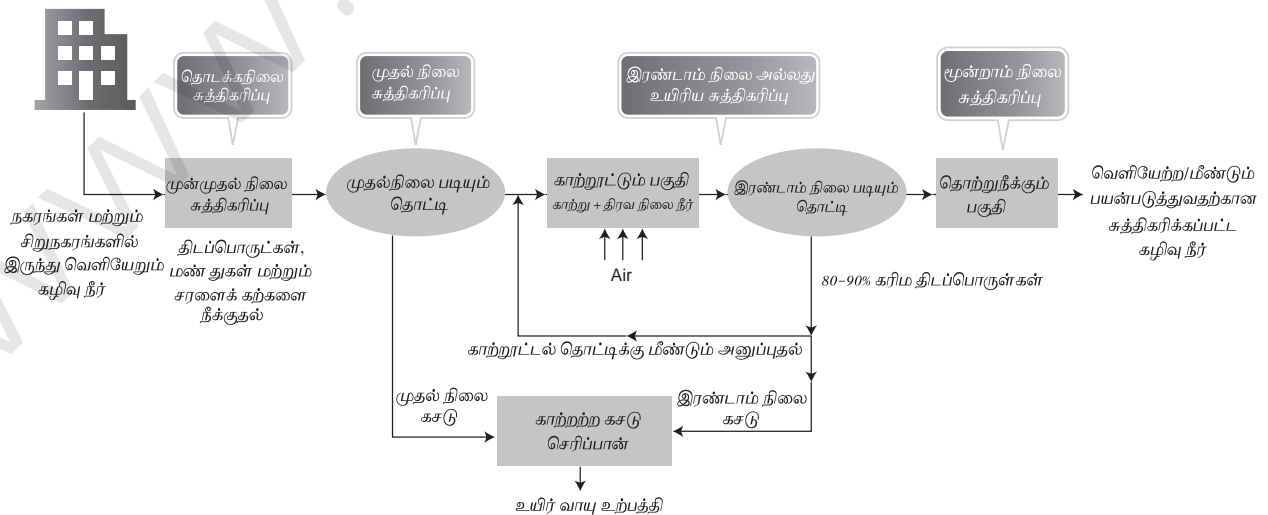 தொடக்கநிலை
சுத்திகரிப்பு
முதல் நிலை
சுத்திகரிப்பு
இரண்டாம் நிலை அல்லது
உயிரிய சுத்திகரிப்பு
மூன்றாம் நிலை
சுத்திகரிப்பு
நகரங்கள் மற்றும்
சிறுநகரங்களில்
இருந்து வெளியேறும்
கழிவு நீர்
முன்முதல் நிலை
சுத்திகரிப்பு
திடப்பொருட்கள்,
மண் துகள் மற்றும்
சரளைக் கற்களை
நீக்குதல்
முதல்நிலை படியும்
தொட்டி
காற்றூட்டும் பகுதி
காற்று + திரவ நிலை நீர்
Air
இரண்டாம் நிலை படியும்
தொட்டி
தொற்றுநீக்கும்
பகுதி
வெளியேற்ற/மீண்டும்
பயன்படுத்துவதற்கான
சுத்திகரிக்கப்பட்ட
கழிவு நீர்
80-90% கரிம திடப்பொருள்கள்
காற்றூட்டல் தொட்டிக்கு மீண்டும் அனுப்புதல்
முதல் நிலை
கசடு
காற்றற்ற கசடு
செரிப்பான்
இரண்டாம் நிலை
கசடு
உயிர் வாயு உற்பத்தி
www.